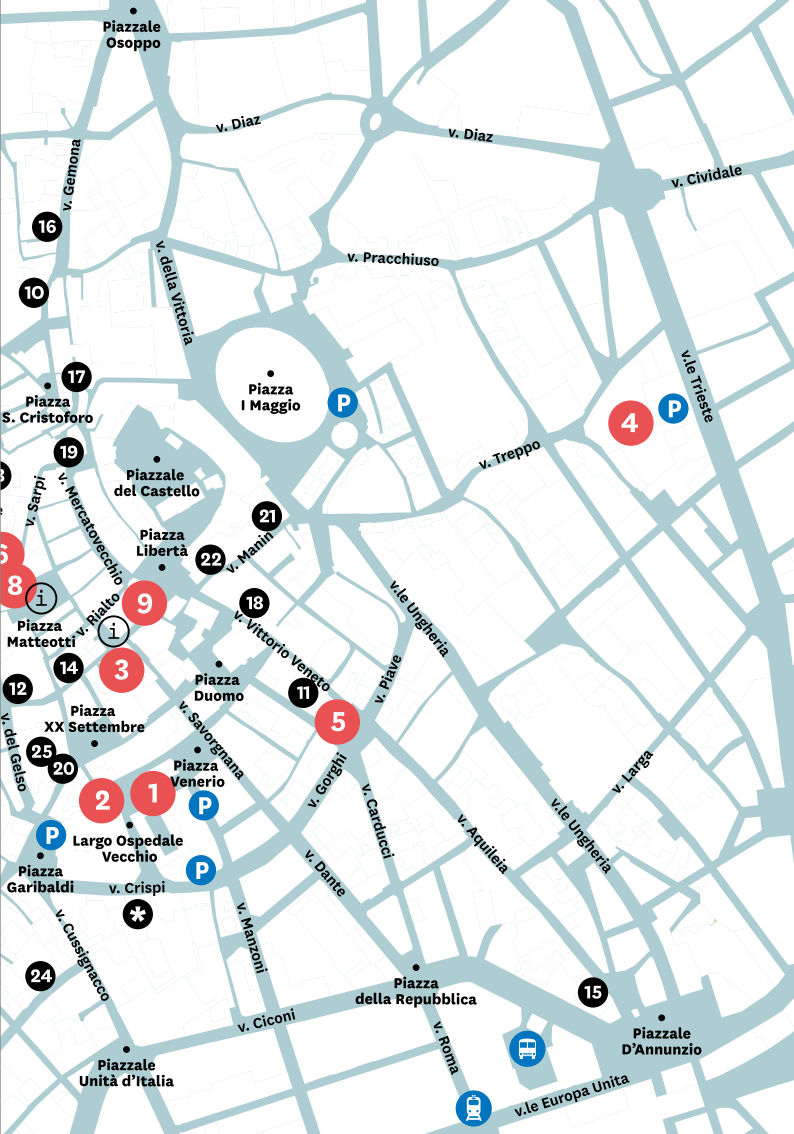 Piazzale
Osoppo
v. Diaz
v. Diaz
v. Gemona
v. Cividale
16
v. della Vittoria
v. Pracchiuso
10
v.le Trieste
17
Piazza
S. Cristoforo
Piazza
I Maggio
P
4
P
19
v. Treppo
Piazzale
del Castello
v. Sarpi
v. Mercatovecchio
21
Piazza
Libertà
22
v. Manin
8
i
v. Rialto
9
18
v.le Ungheria
Piazza
Matteotti
i
v. Vittorio Veneto
14
3
Piazza
Duomo
v. Piave
12
11
5
Piazza
XX Settembre
v. Savorgnana
v. del Gelso
25
20
Piazza
Venerio
v. Gorghi
v. Larga
2
1
P
v. Carducci
v. Aquileia
v.le Ungheria
P
Largo Ospedale
Vecchio
Piazza
Garibaldi
P
v. Dante
v. Crispi
*
v. Manzoni
v. Cussignacco
24
Piazza
della Repubblica
15
v. Ciconi
v. Roma
Piazzale
D'Annunzio
Piazzale
Unità d'Italia
v.le Europa Unita